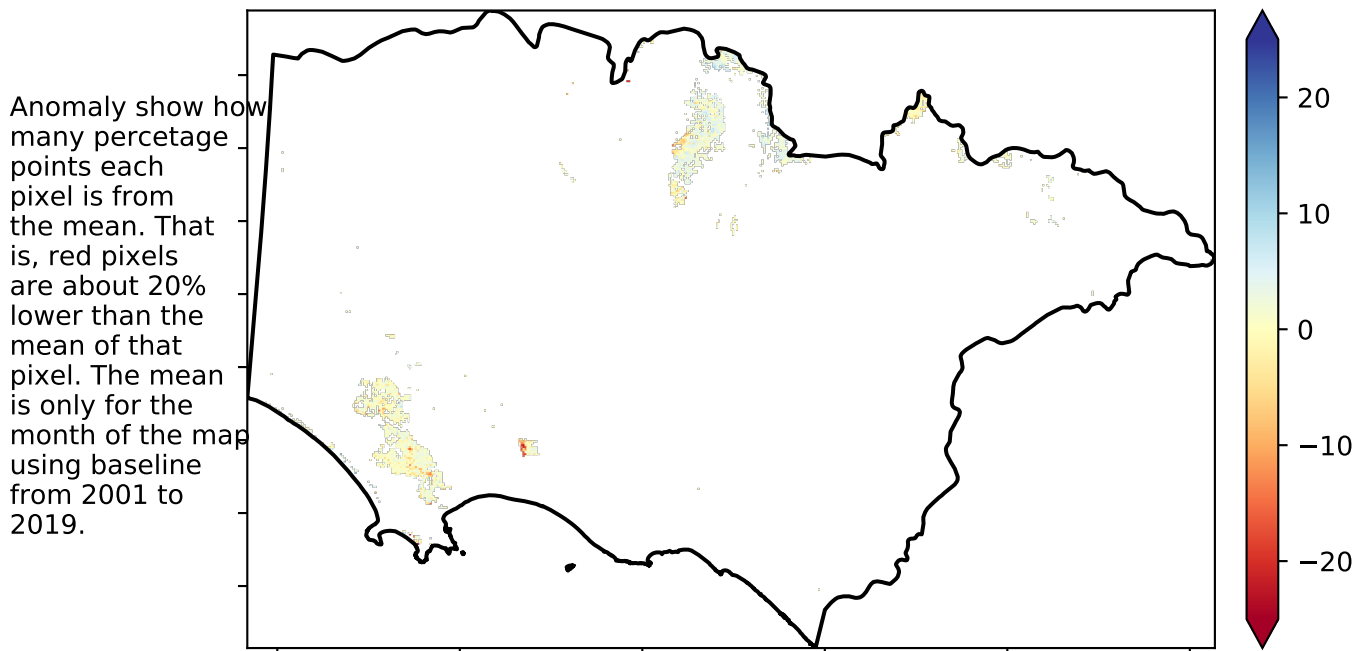 Anomaly show how
many percetage
points each
pixel is from
the mean. That
is, red pixels
are about 20%
lower than the
mean of that
pixel. The mean
is only for the
month of the map
using baseline
from 2001 to
2019.
20
10
0
−10
−20